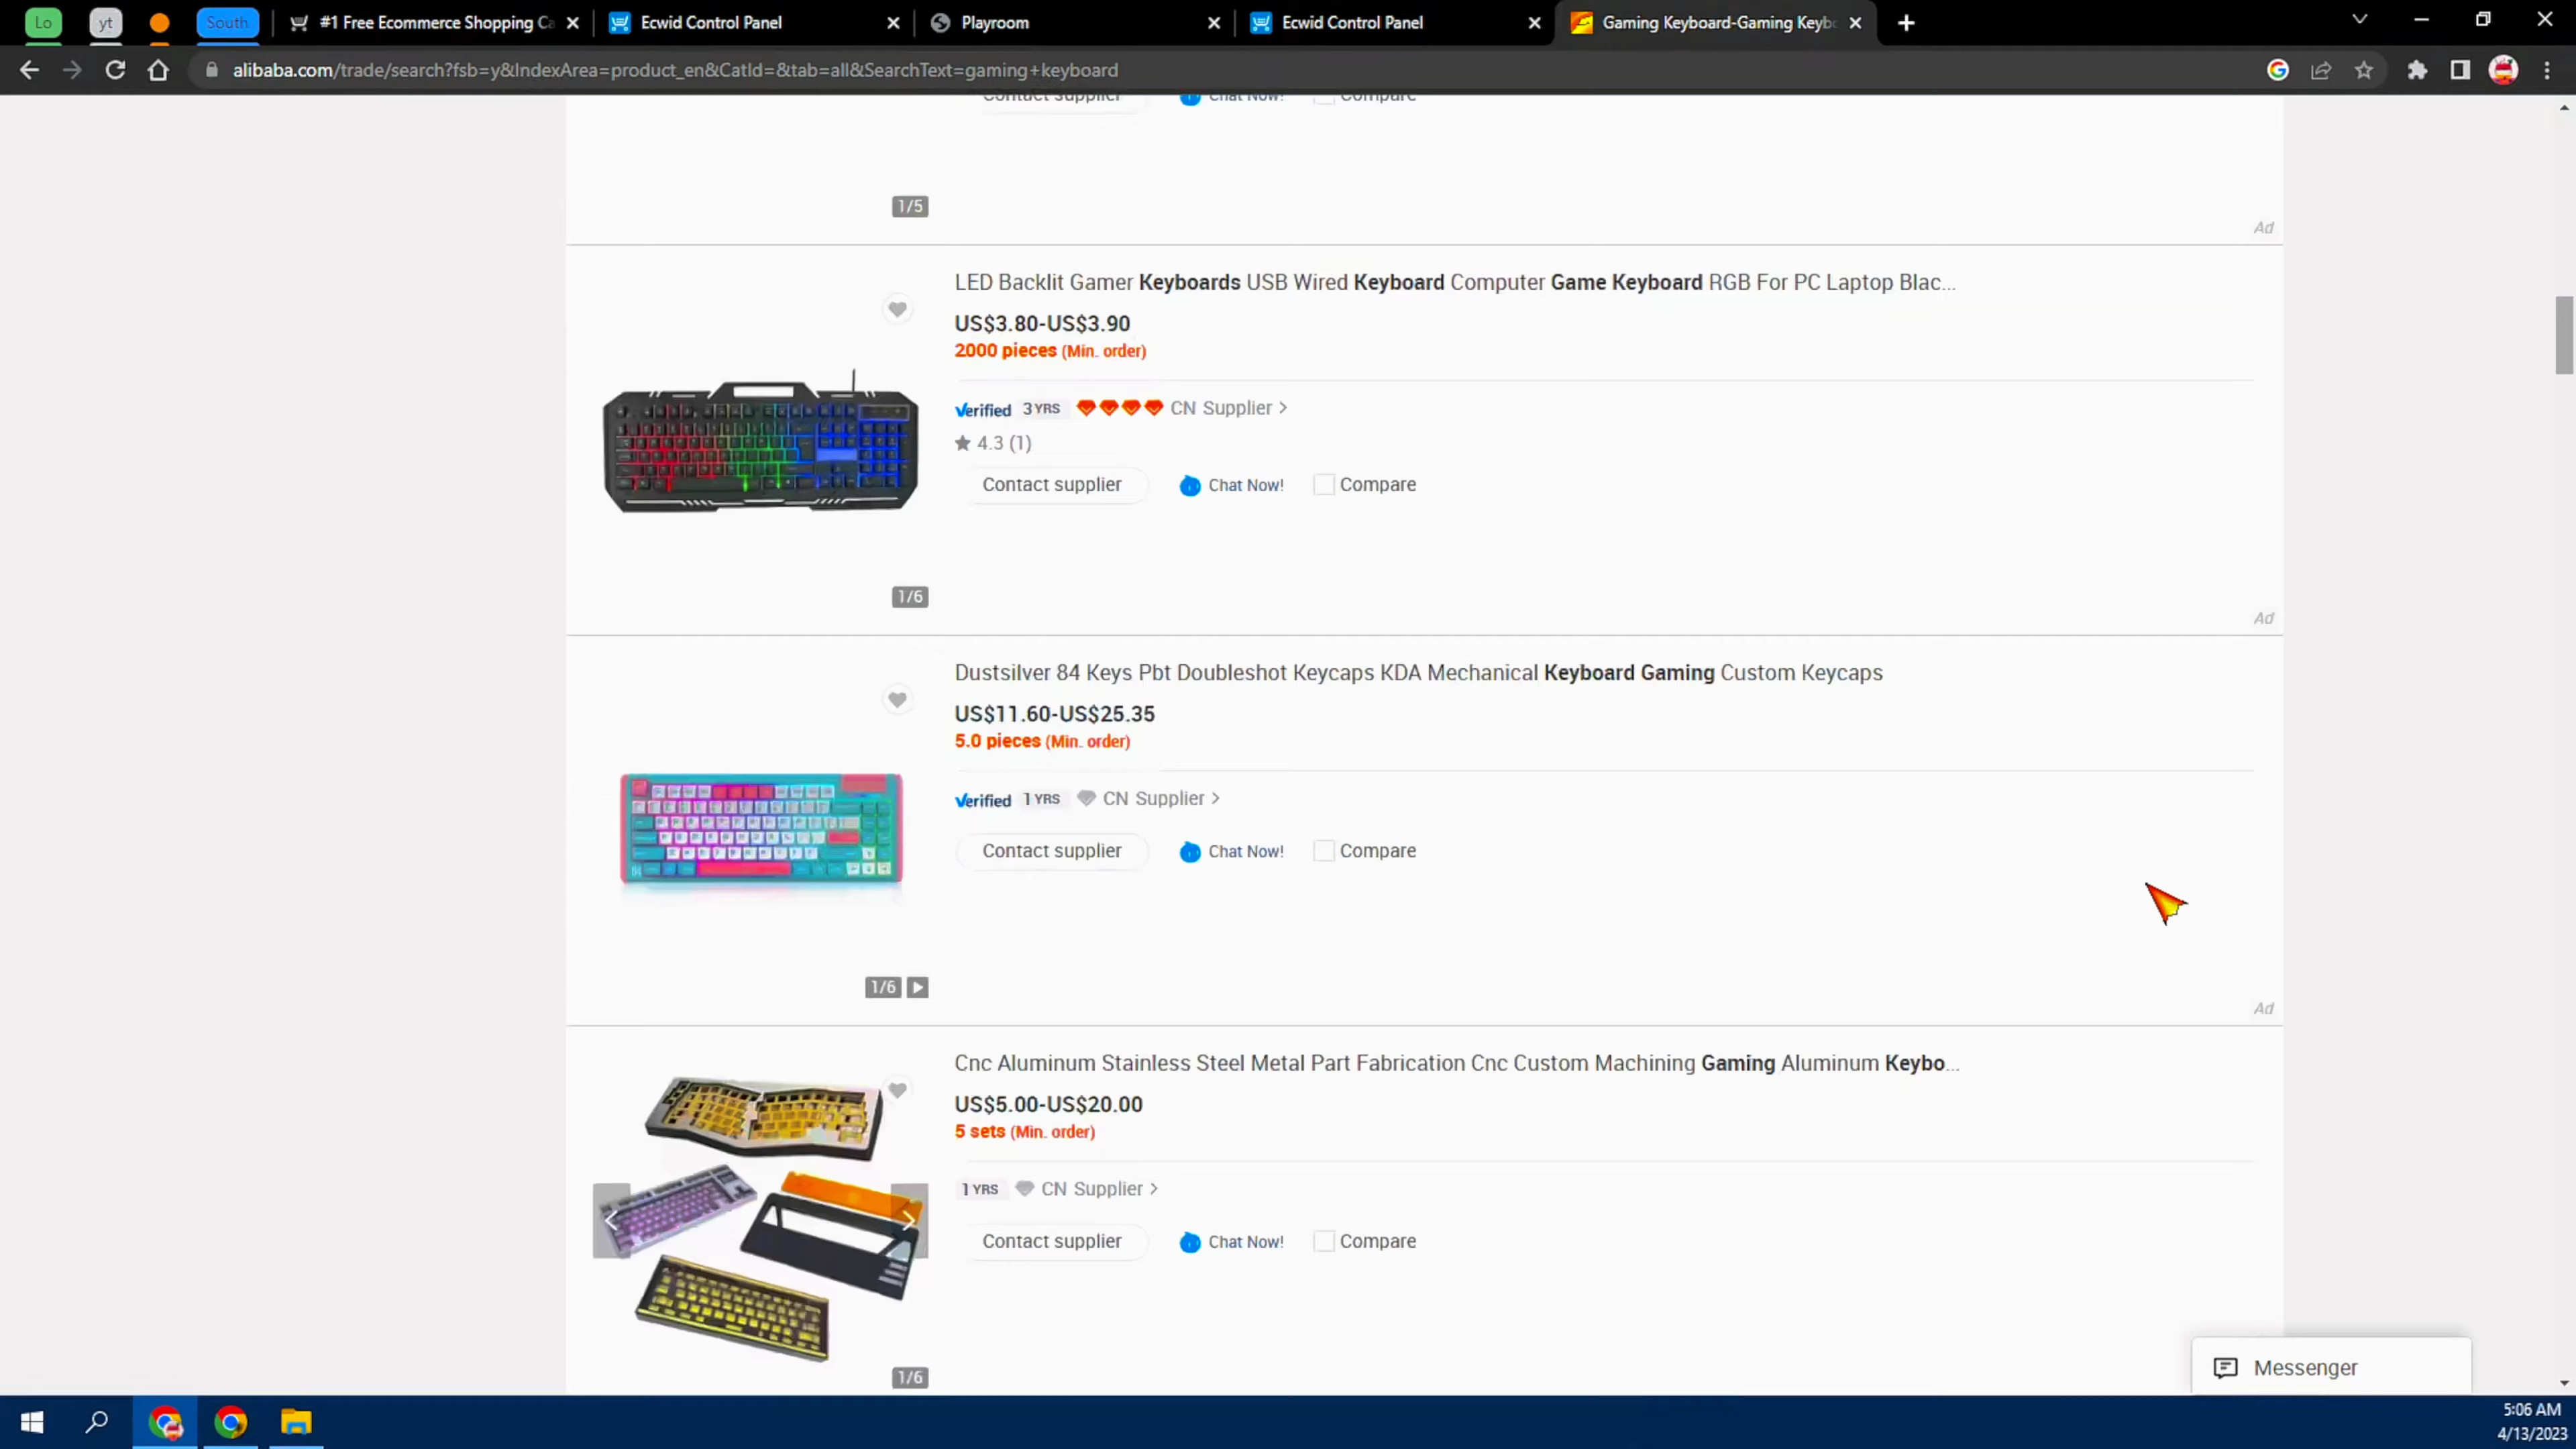 Lo
yt
South
#1 Free Ecommerce Shopping Ca
Ecwid Control Panel
Playroom
Ecwid Control Panel
Gaming Keyboard-Gaming Keybo
alibaba.com/trade/search?fsb=y&IndexArea=product_en&CatId=&tab=all&SearchText=gaming+keyboard
Contact supplier
Chat Now!
Compare
1/5
Ad
LED Backlit Gamer Keyboards USB Wired Keyboard Computer Game Keyboard RGB For PC Laptop Blac...
US$3.80-US$3.90
2000 pieces (Min. order)
Verified 3 YRS CN Supplier >
4.3 (1)
Contact supplier
Chat Now!
Compare
1/6
Ad
Dustsilver 84 Keys Pbt Doubleshot Keycaps KDA Mechanical Keyboard Gaming Custom Keycaps
US$11.60-US$25.35
5.0 pieces (Min. order)
Verified 1 YRS CN Supplier >
Contact supplier
Chat Now!
Compare
1/6
Ad
Cnc Aluminum Stainless Steel Metal Part Fabrication Cnc Custom Machining Gaming Aluminum Keybo...
US$5.00-US$20.00
5 sets (Min. order)
1 YRS CN Supplier >
Contact supplier
Chat Now!
Compare
1/6
Messenger
5:06 AM
4/13/2023